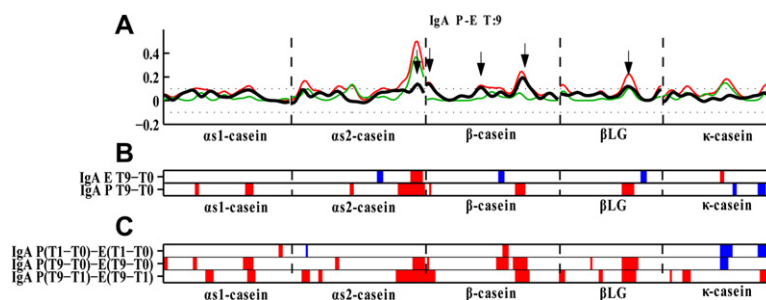 IgA P-E T:9
A
0.4
0.2
0
−0.2
αs1-casein αs2-casein β-casein βLG κ-casein
B
IgA E T9−T0
IgA P T9−T0
αs1-casein αs2-casein β-casein βLG κ-casein
C
IgA P(T1−T0)−E(T1−T0)
IgA P(T9−T0)−E(T9−T0)
IgA P(T9−T1)−E(T9−T1)
αs1-casein αs2-casein β-casein βLG κ-casein